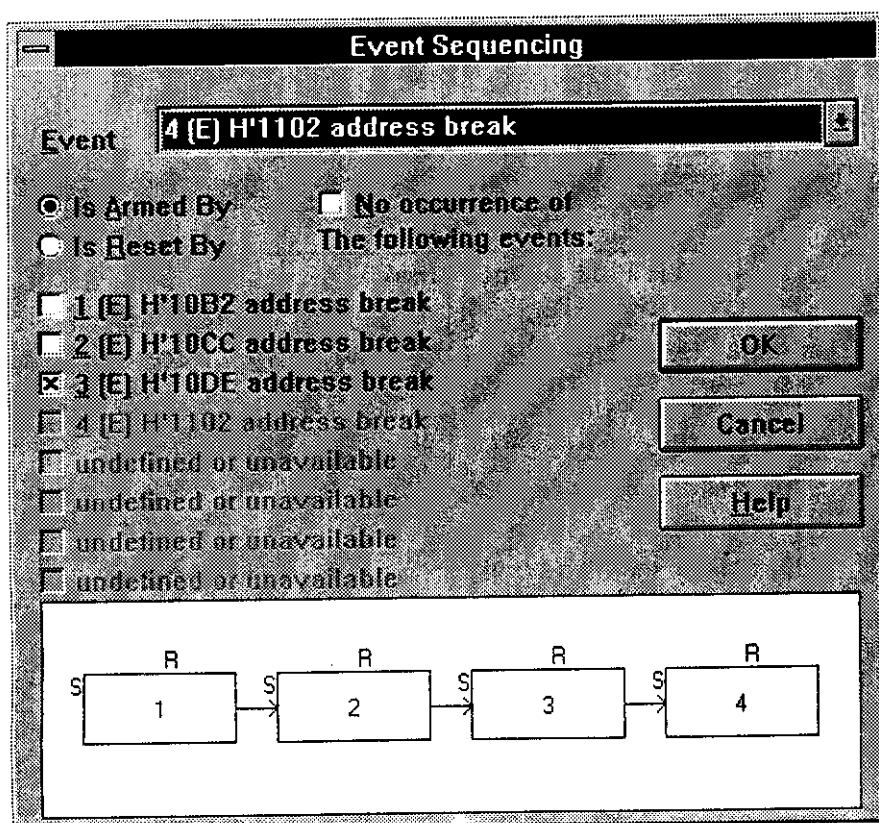 Event Sequencing
Event
4 (E) H'1102 address break
Is Armed By
No occurrence of
Is Reset By
The following events:
1 (E) H'10B2 address break
2 (E) H'10CC address break
3 (E) H'10DE address break
4 (E) H'1102 address break
undefined or unavailable
undefined or unavailable
undefined or unavailable
undefined or unavailable
OK
Cancel
Help
R R R R
S S S S
1 2 3 4